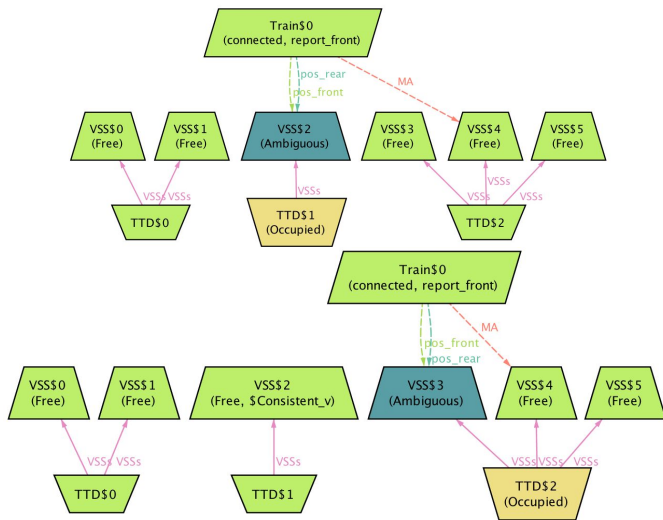 Train$0
(connected, report_front)
pos_rear
pos_front
MA
VSS$0
(Free)
VSS$1
(Free)
VSS$2
(Ambiguous)
VSS$3
(Free)
VSS$4
(Free)
VSS$5
(Free)
VSSs
VSSs
VSSs
VSSs
VSSs
VSSs
TTD$0
TTD$1
(Occupied)
TTD$2
Train$0
(connected, report_front)
pos_front
pos_rear
MA
VSS$0
(Free)
VSS$1
(Free)
VSS$2
(Free, $Consistent_v)
VSS$3
(Ambiguous)
VSS$4
(Free)
VSS$5
(Free)
VSSs
VSSs
VSSs
VSSs
VSSs
VSSs
TTD$0
TTD$1
TTD$2
(Occupied)